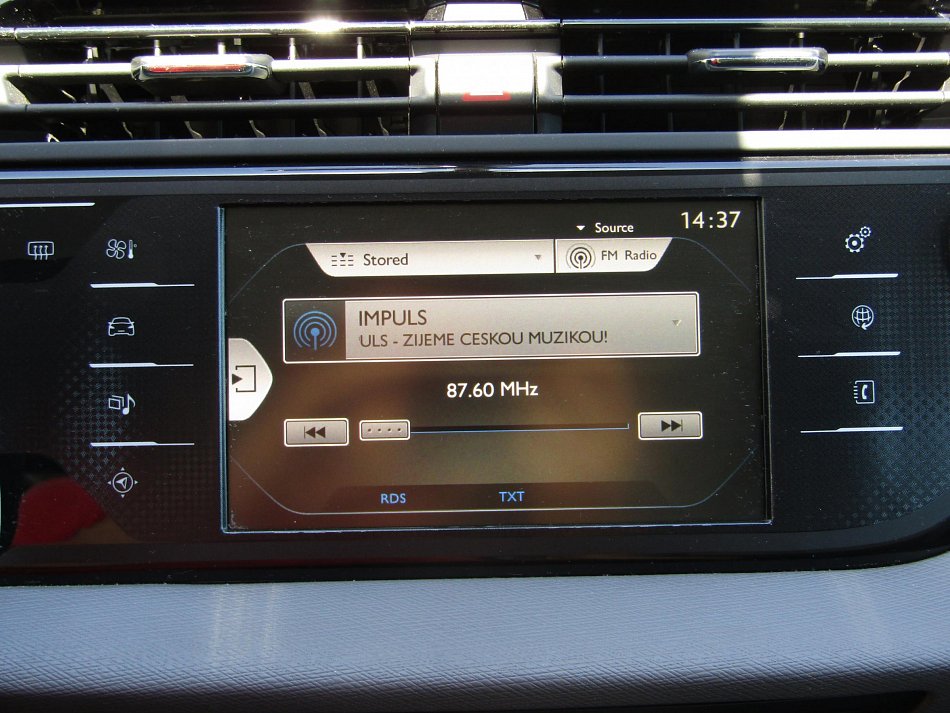 Source 14:37
Stored FM Radio
IMPULS
ULS - ZIJEME CESKOU MUZIKOU!
87.60 MHz
RDS TXT